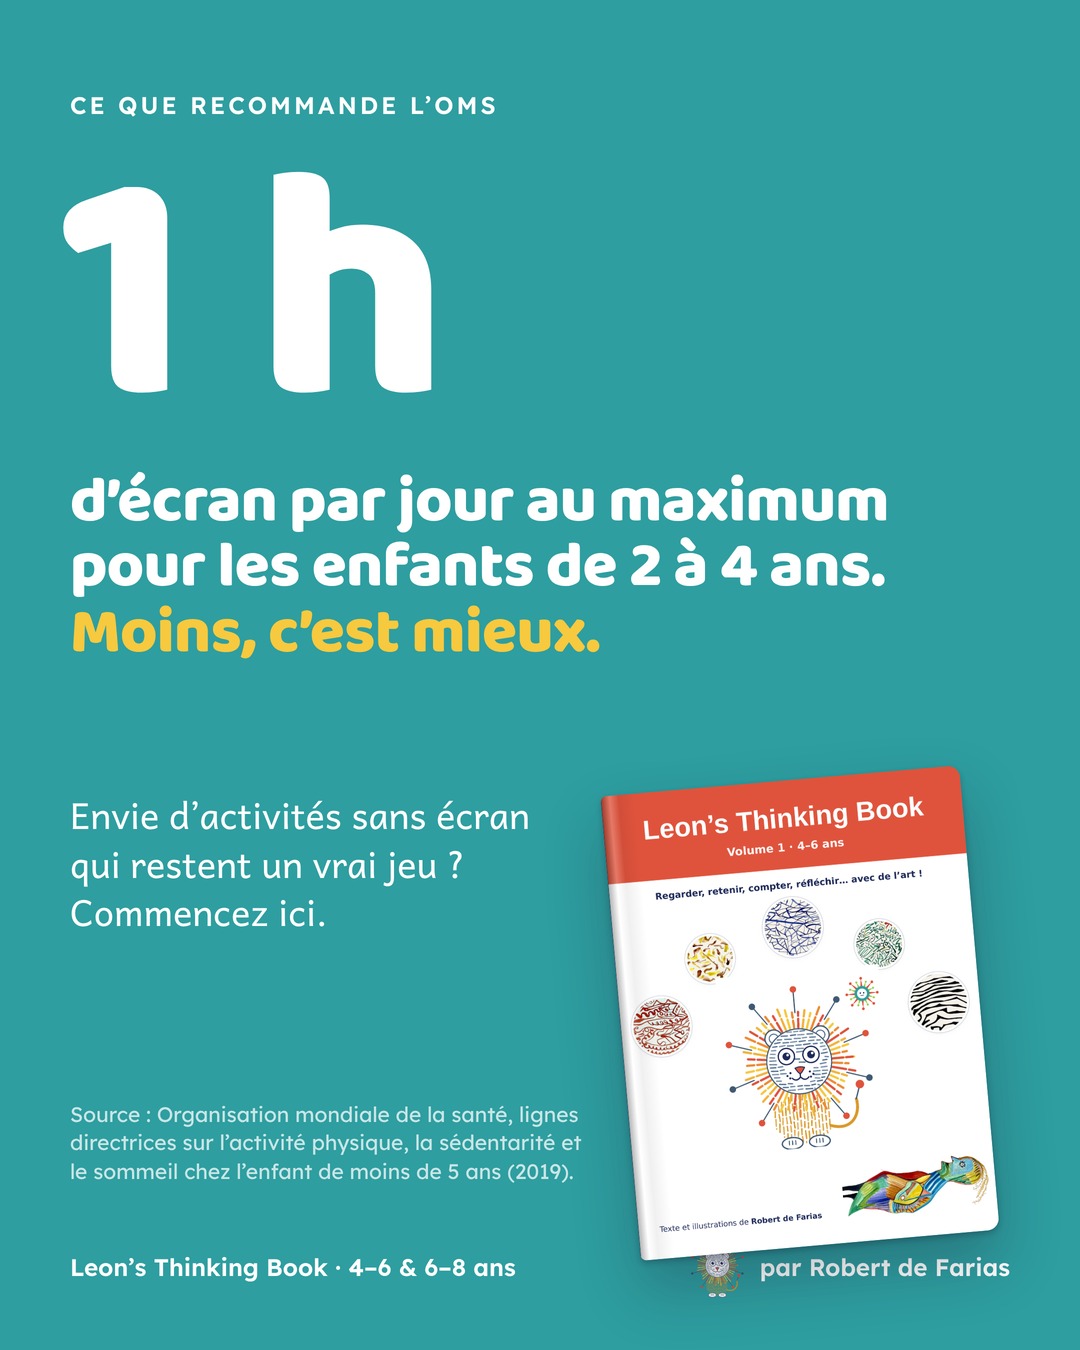 CE QUE RECOMMANDE L’OMS
1 h
d’écran par jour au maximum
pour les enfants de 2 à 4 ans.
Moins, c’est mieux.
Envie d’activités sans écran
qui restent un vrai jeu ?
Commencez ici.
Leon’s Thinking Book
Volume 1 · 4–6 ans
Regarder, retenir, compter, réfléchir... avec de l’art !
Texte et illustrations de Robert de Farias
Source : Organisation mondiale de la santé, lignes
directrices sur l’activité physique, la sédentarité et
le sommeil chez l’enfant de moins de 5 ans (2019).
Leon’s Thinking Book · 4–6 & 6–8 ans
par Robert de Farias